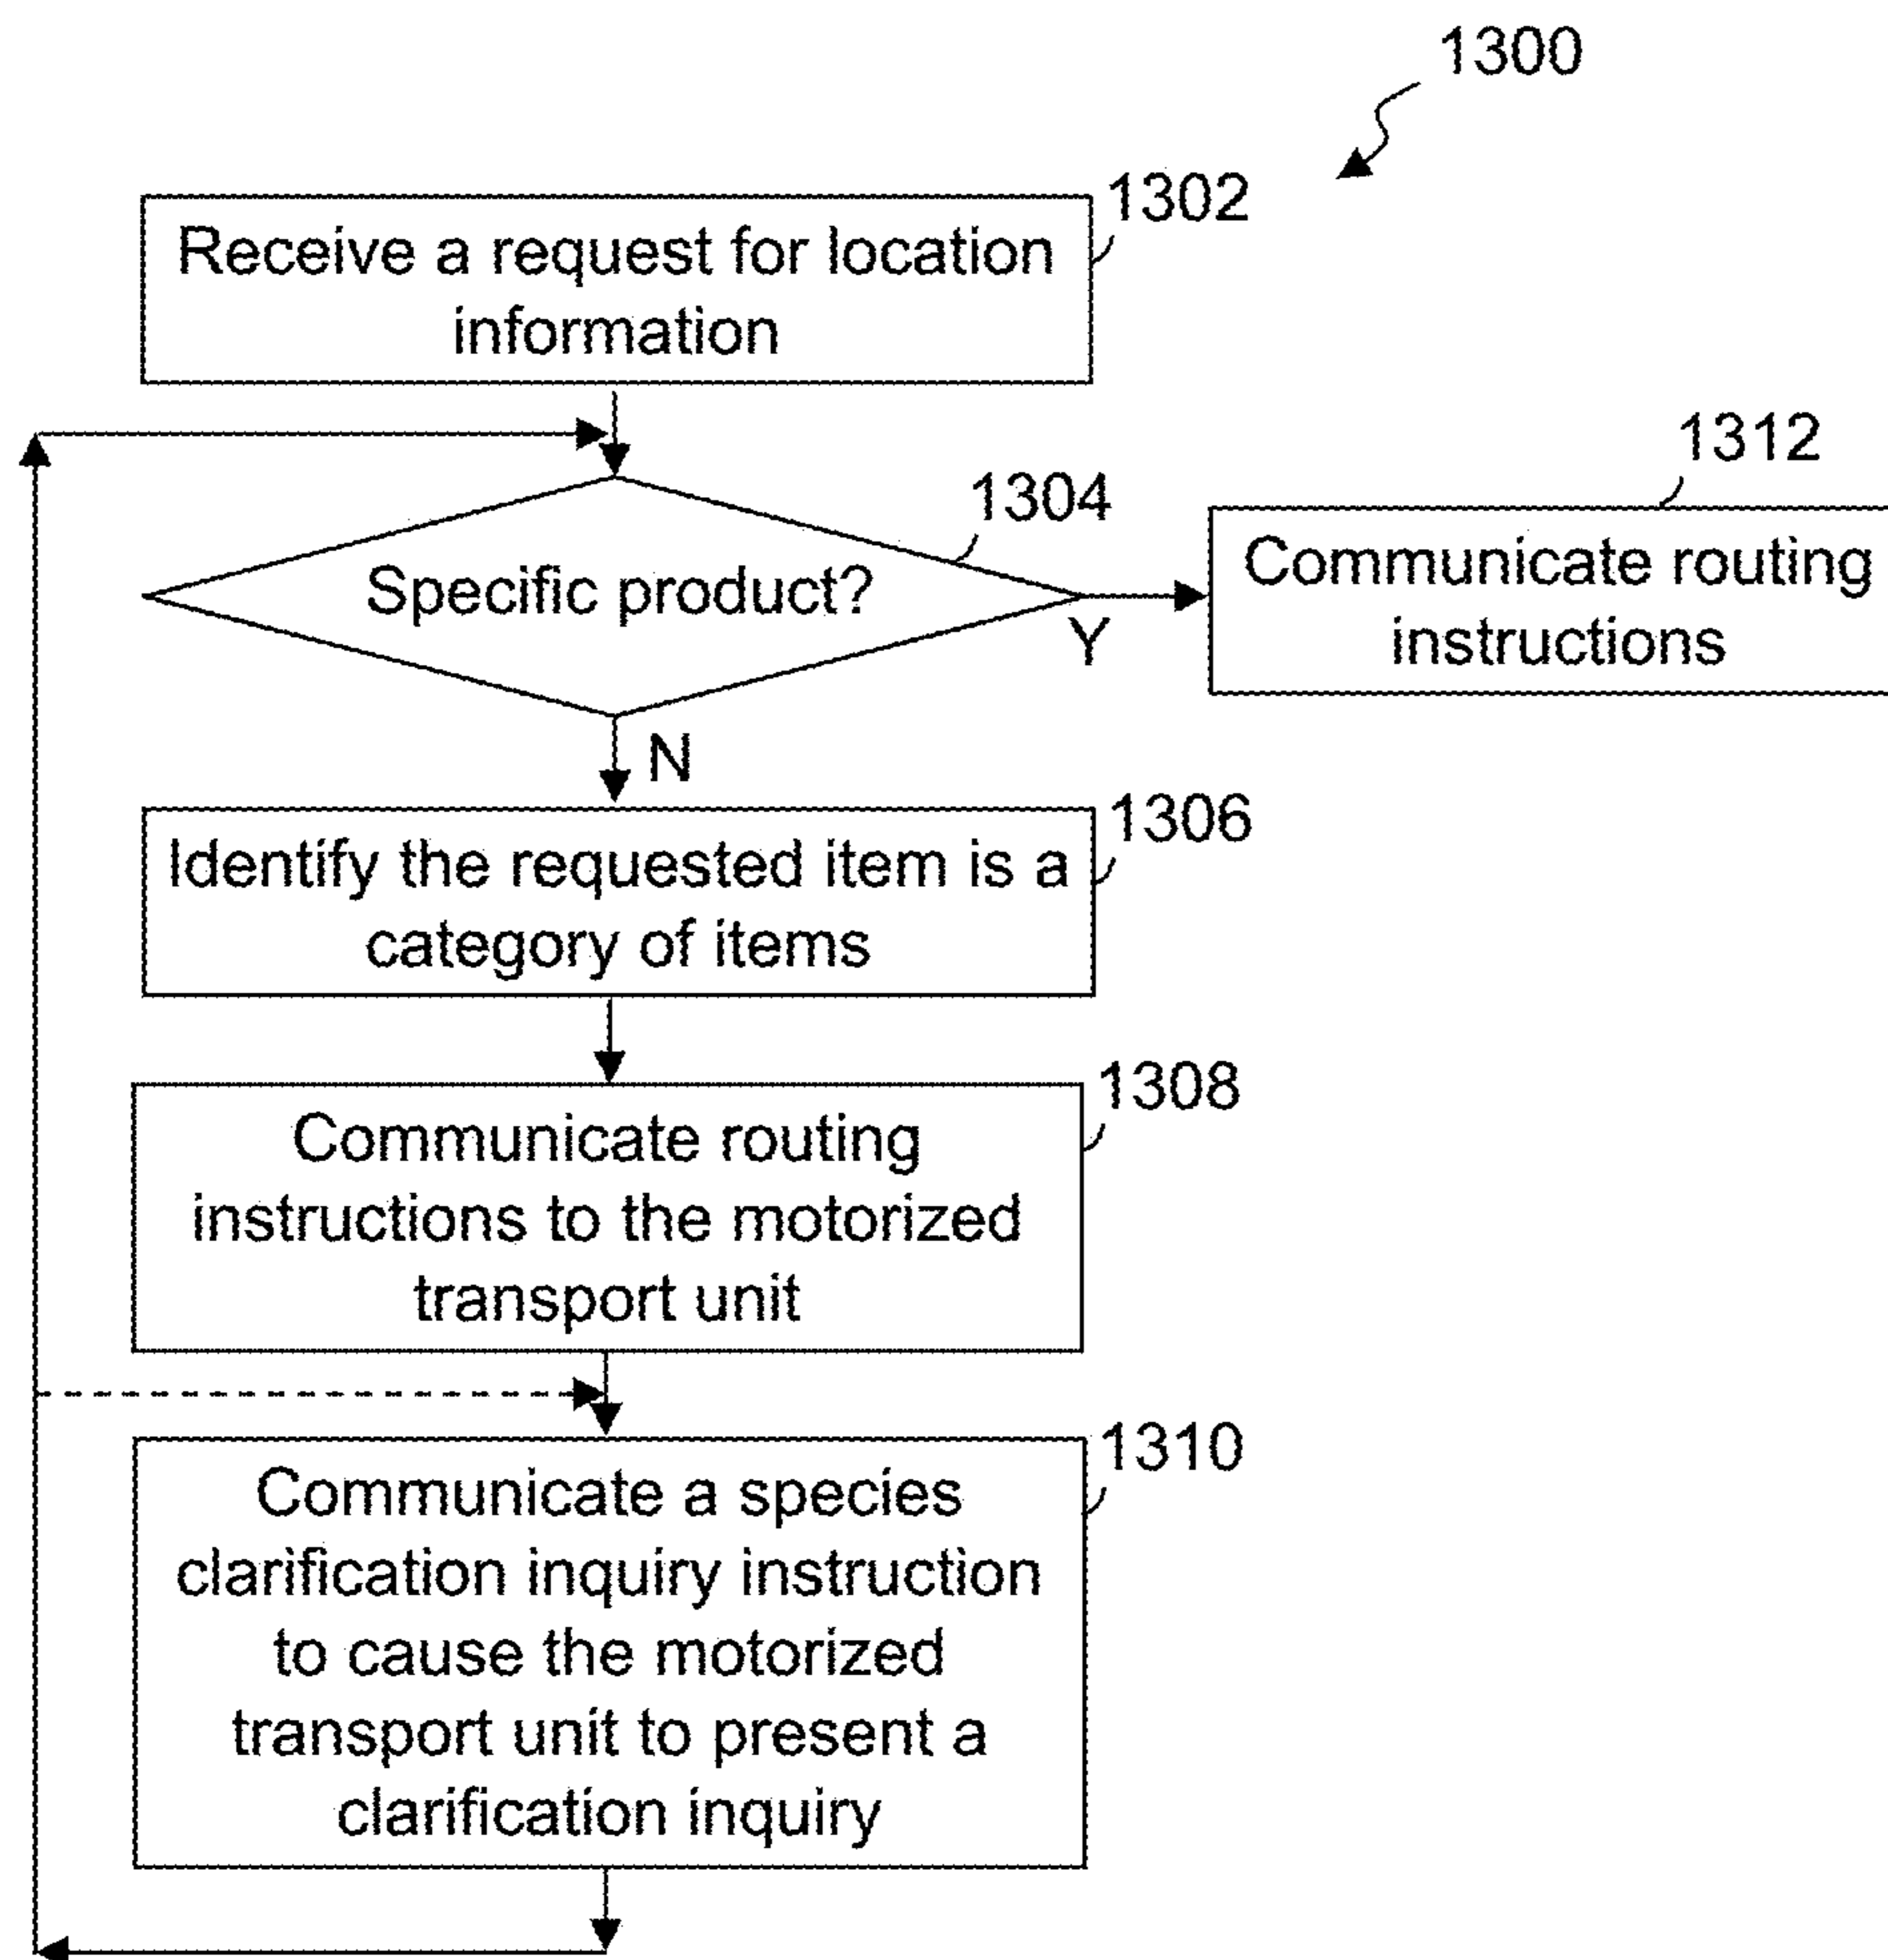 1300
1302
Receive a request for location
information
1304
Specific product?
Y
1312
Communicate routing
instructions
N
1306
Identify the requested item is a
category of items
1308
Communicate routing
instructions to the motorized
transport unit
1310
Communicate a species
clarification inquiry instruction
to cause the motorized
transport unit to present a
clarification inquiry